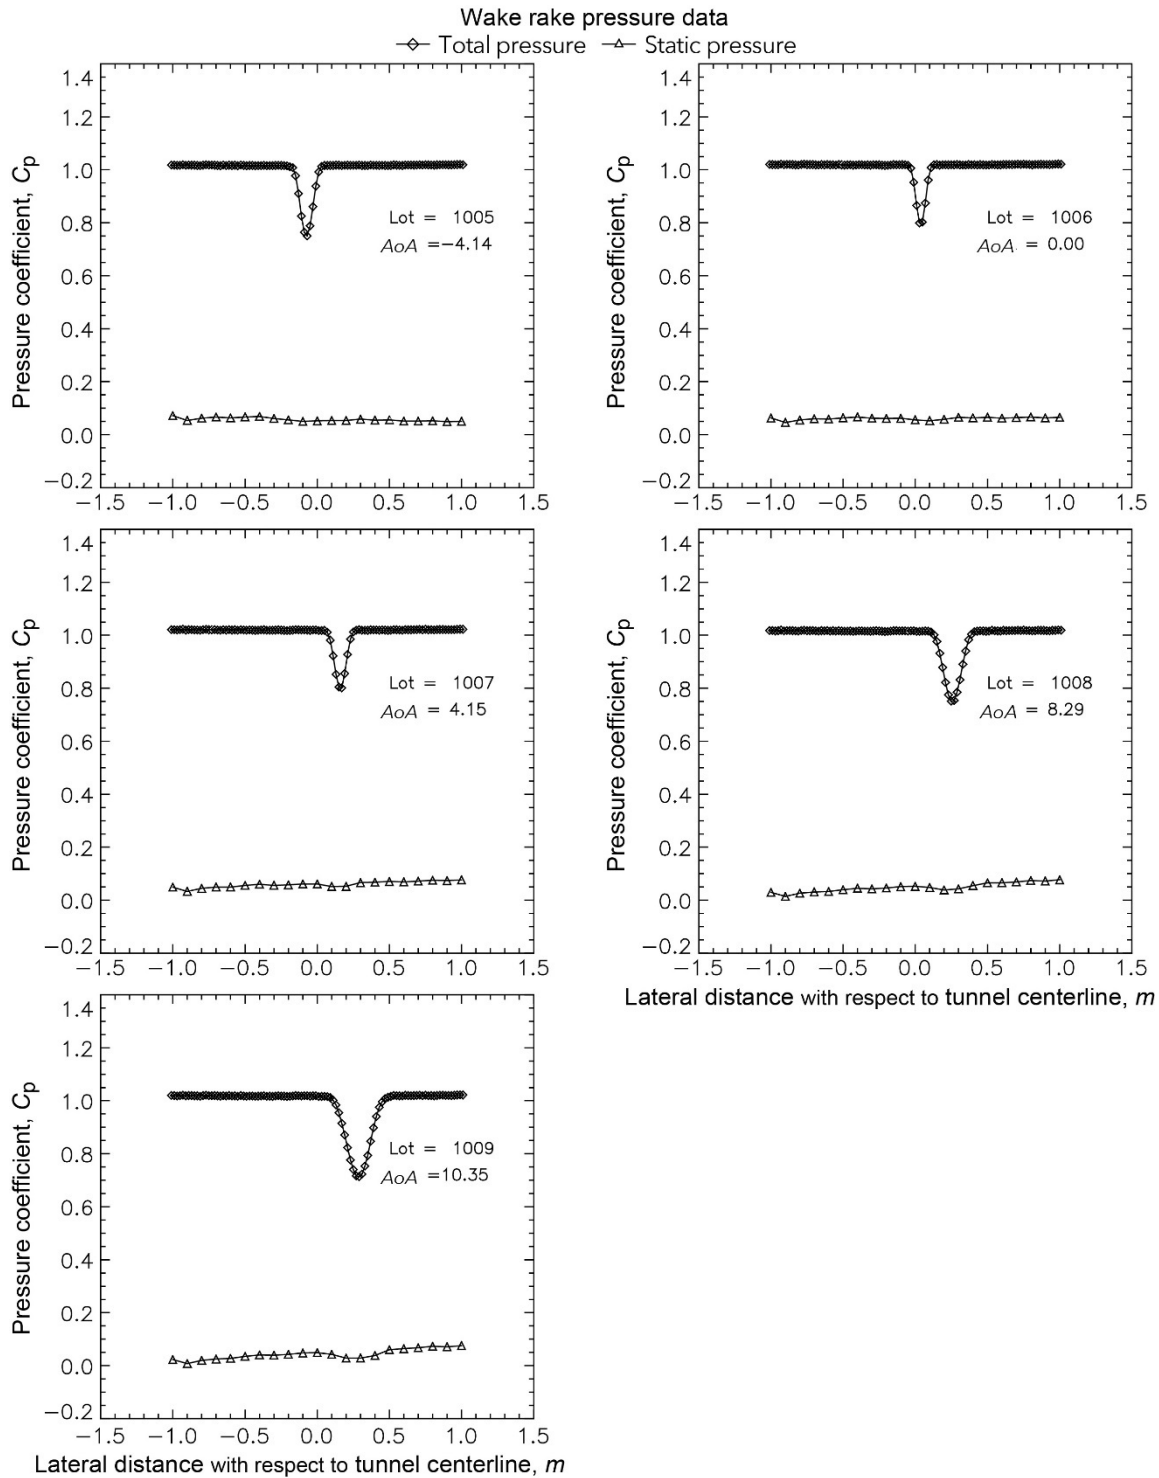 Wake rake pressure data
Total pressure Static pressure
1.4
1.2
1.0
0.8
0.6
0.4
0.2
0.0
−0.2
Pressure coefficient, Cp
Lot = 1005
AoA =−4.14
−1.5 −1.0 −0.5 0.0 0.5 1.0 1.5
1.4
1.2
1.0
0.8
0.6
0.4
0.2
0.0
−0.2
Pressure coefficient, Cp
Lot = 1006
AoA = 0.00
−1.5 −1.0 −0.5 0.0 0.5 1.0 1.5
1.4
1.2
1.0
0.8
0.6
0.4
0.2
0.0
−0.2
Pressure coefficient, Cp
Lot = 1007
AoA = 4.15
−1.5 −1.0 −0.5 0.0 0.5 1.0 1.5
1.4
1.2
1.0
0.8
0.6
0.4
0.2
0.0
−0.2
Pressure coefficient, Cp
Lot = 1008
AoA = 8.29
−1.5 −1.0 −0.5 0.0 0.5 1.0 1.5
Lateral distance with respect to tunnel centerline, m
1.4
1.2
1.0
0.8
0.6
0.4
0.2
0.0
−0.2
Pressure coefficient, Cp
Lot = 1009
AoA =10.35
−1.5 −1.0 −0.5 0.0 0.5 1.0 1.5
Lateral distance with respect to tunnel centerline, m